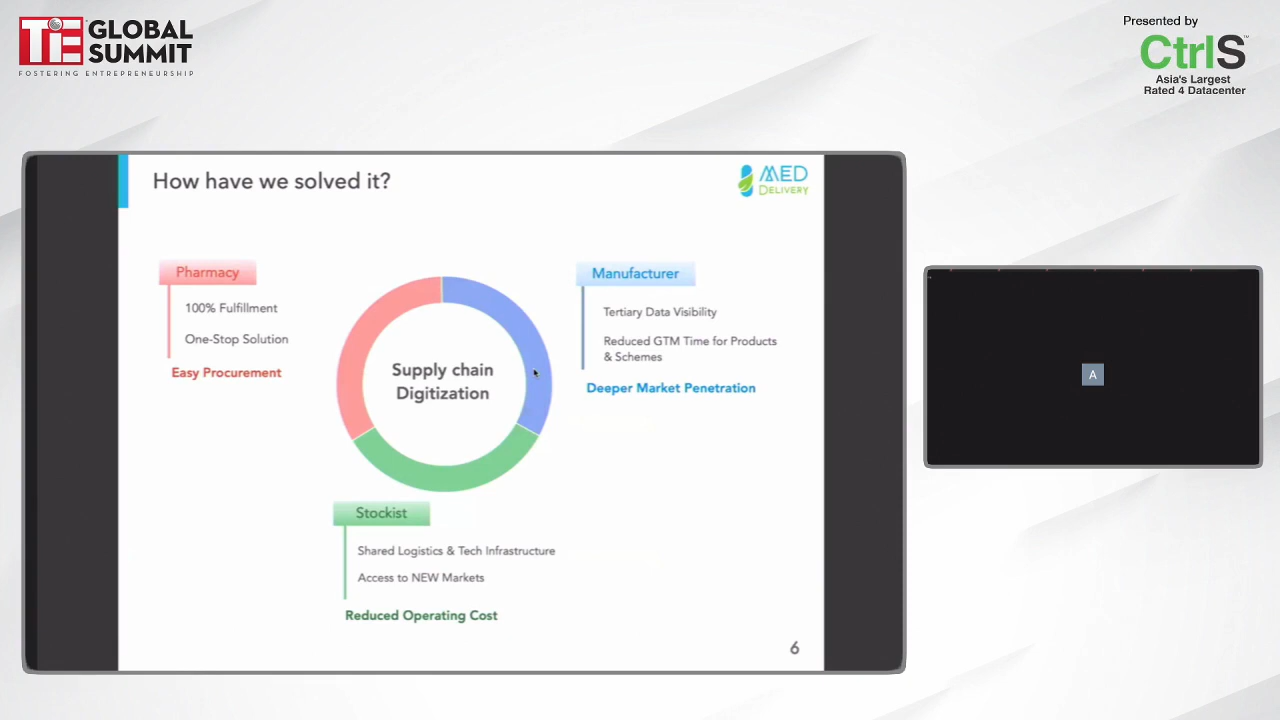 TiE GLOBAL
SUMMIT
FOSTERING ENTREPRENEURSHIP
Presented by
CtrlS™
Asia's Largest
Rated 4 Datacenter
How have we solved it?
MED
DELIVERY
Pharmacy
100% Fulfillment
One-Stop Solution
Easy Procurement
Supply chain
Digitization
Manufacturer
Tertiary Data Visibility
Reduced GTM Time for Products
& Schemes
Deeper Market Penetration
Stockist
Shared Logistics & Tech Infrastructure
Access to NEW Markets
Reduced Operating Cost
6
A